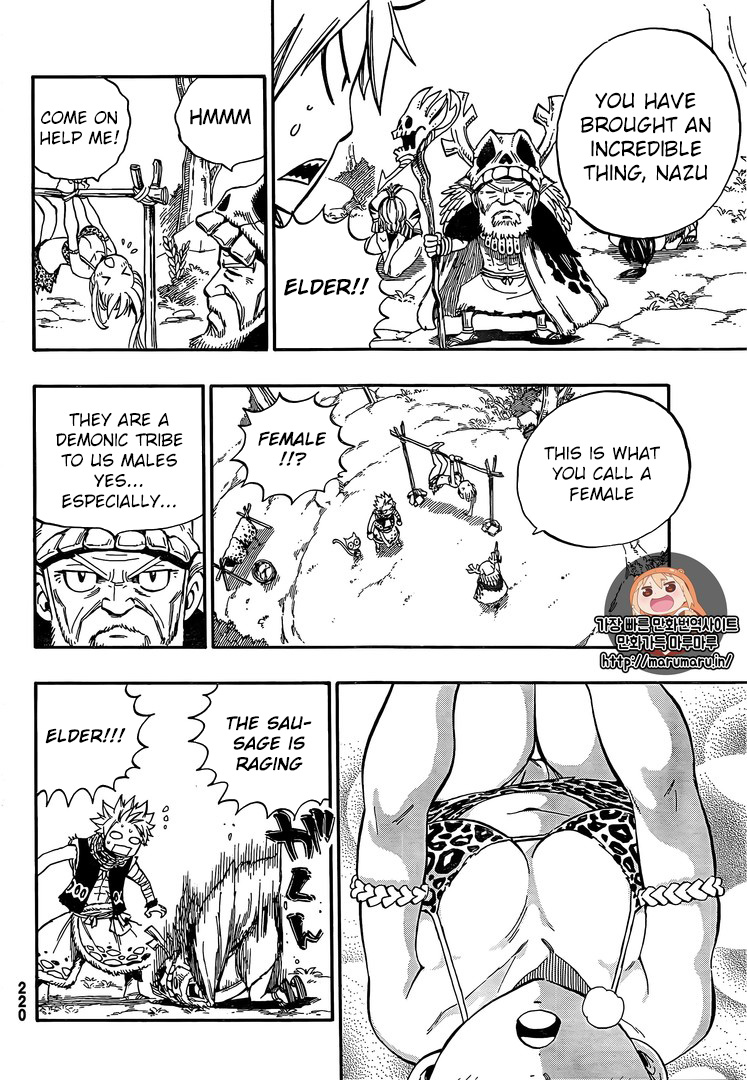 YOU HAVE
BROUGHT AN
INCREDIBLE
THING, NAZU
ELDER!!
HMMM
COME ON
HELP ME!
THIS IS WHAT
YOU CALL A
FEMALE
FEMALE
!!?
THEY ARE A
DEMONIC TRIBE
TO US MALES
YES...
ESPECIALLY...
가장 빠른 만화번역사이트
만화가득 마루마루
http://marumaru.in/
THE SAU-
SAGE IS
RAGING
ELDER!!!
がくん
220